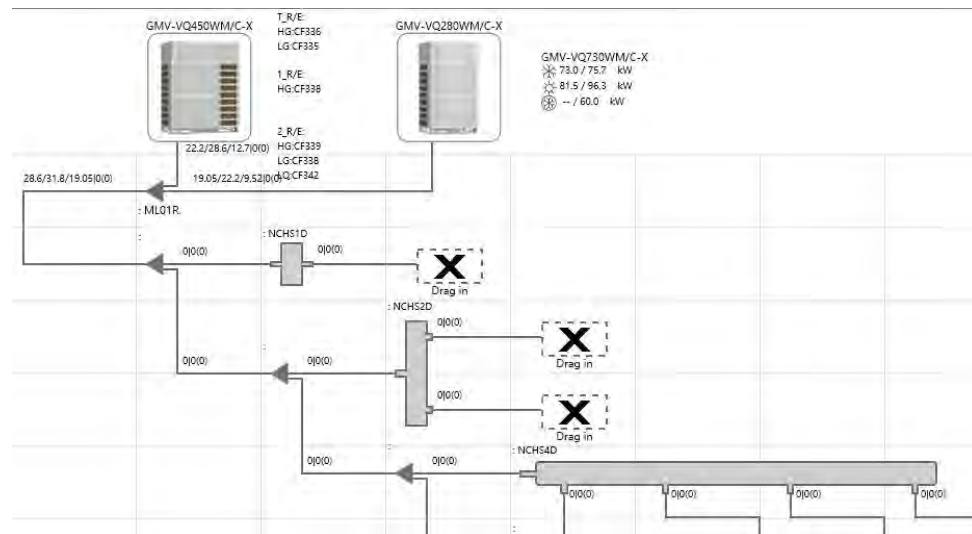 GMV-VQ450WM/C-X
T_R/E:
HG:CF336
LG:CF335
1_R/E:
HG:CF338
2_R/E:
HG:CF339
LG:CF338
LQ:CF342
GMV-VQ280WM/C-X
GMV-VQ730WM/C-X
73.0 / 75.7 kW
81.5 / 96.3 kW
-- / 60.0 kW
22.2/28.6/12.7|0(0)
28.6/31.8/19.05|0(0)
19.05/22.2/9.52|0(0)
: ML01R
:
: NCHS1D
0|0(0)
0|0(0)
Drag in
: NCHS2D
0|0(0)
Drag in
:
0|0(0)
0|0(0)
0|0(0)
Drag in
:
: NCHS4D
0|0(0)
0|0(0)
0|0(0)
0|0(0)
0|0(0)
0|0(0)
: